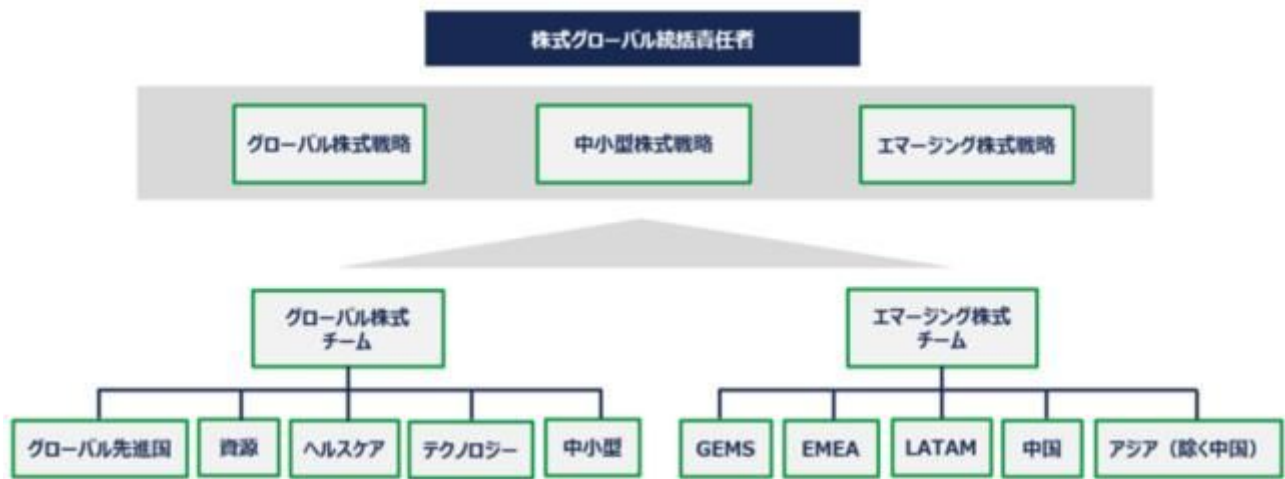 株式グローバル統括責任者
グローバル株式戦略
中小型株式戦略
エマージング株式戦略
グローバル株式
チーム
エマージング株式
チーム
グローバル先進国
資源
ヘルスケア
テクノロジー
中小型
GEMS
EMEA
LATAM
中国
アジア（除く中国）